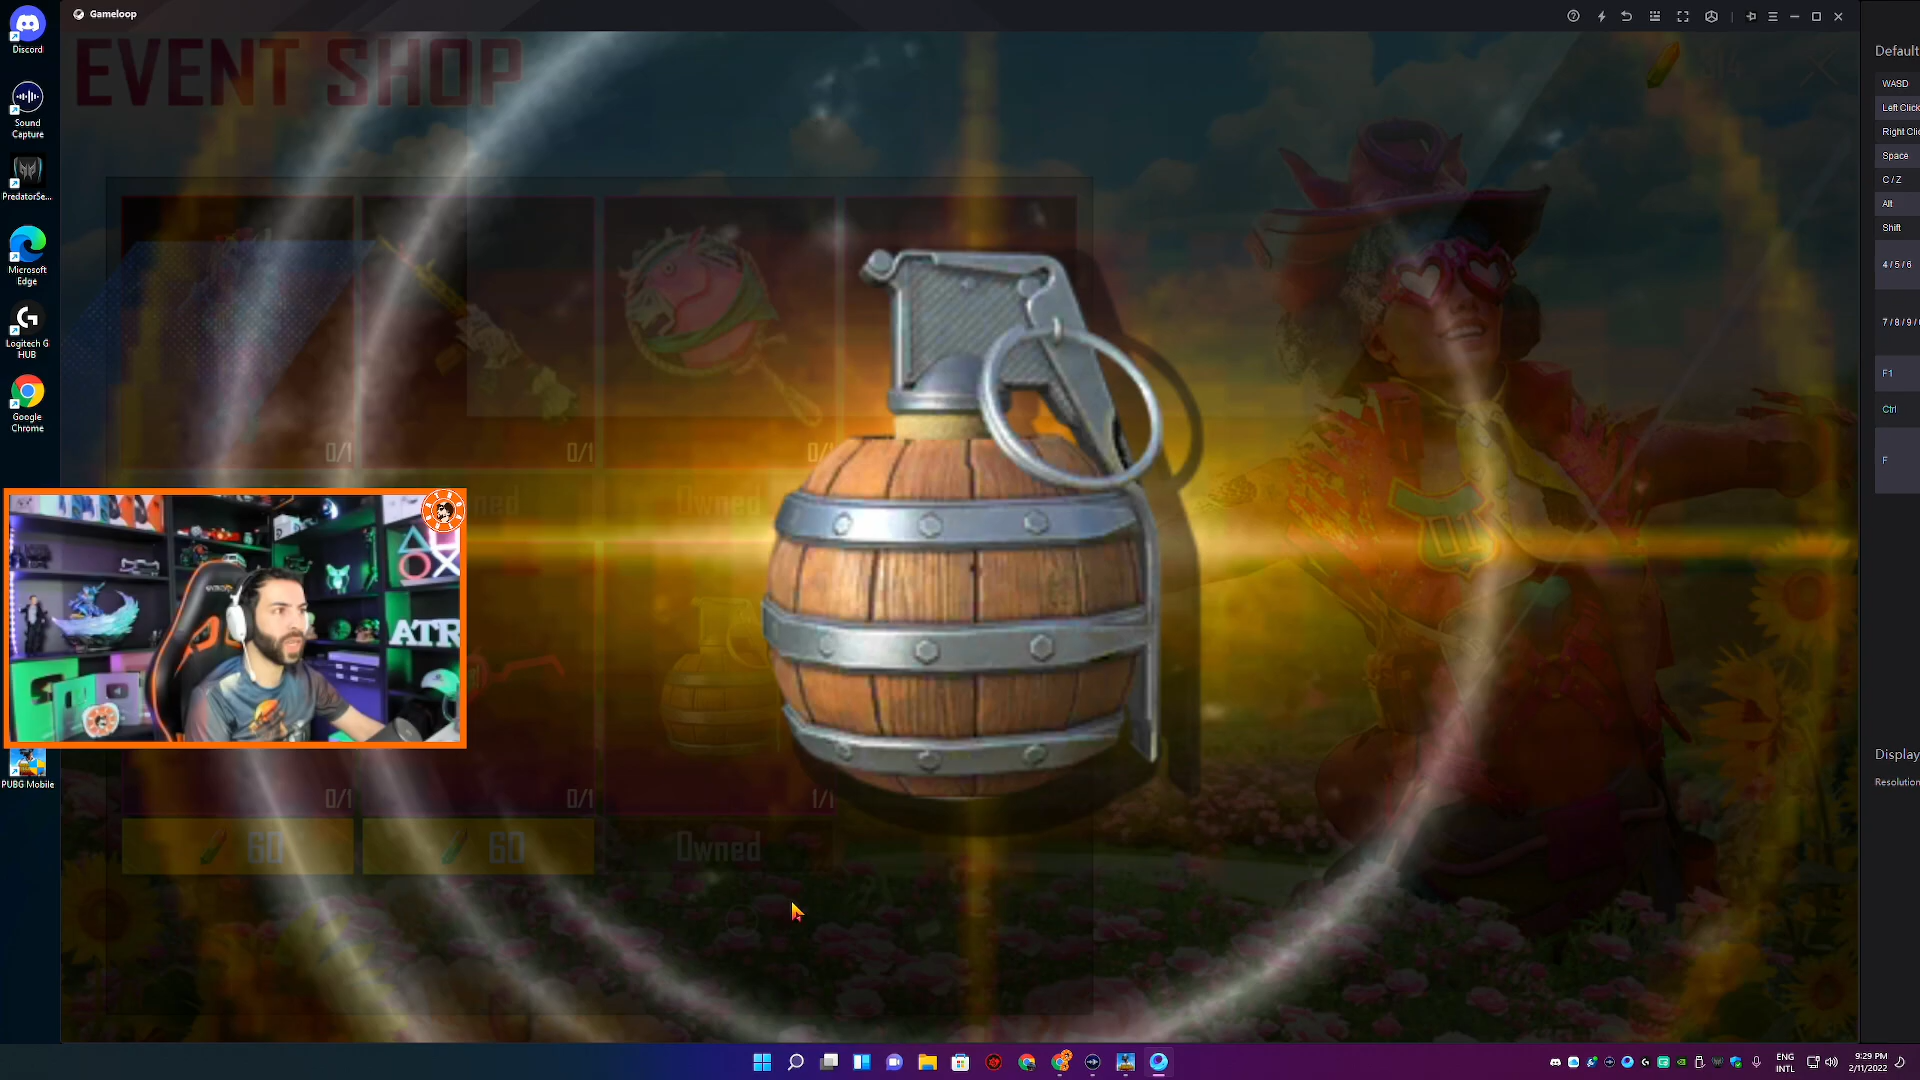 Gameloop
Discord
Sound
Capture
PredatorSe...
Microsoft
Edge
Logitech G
HUB
Google
Chrome
PUBG Mobile
EVENT SHOP
0/1
0/1
0/1
Owned
0/1
0/1
1/1
60
60
Owned
ATR
Default
WASD
Left Click
Space
C / Z
Alt
Shift
4 / 5 / 6
F1
Ctrl
F
Display
Resolution
ENG
INTL
9:29 PM
2/11/2022